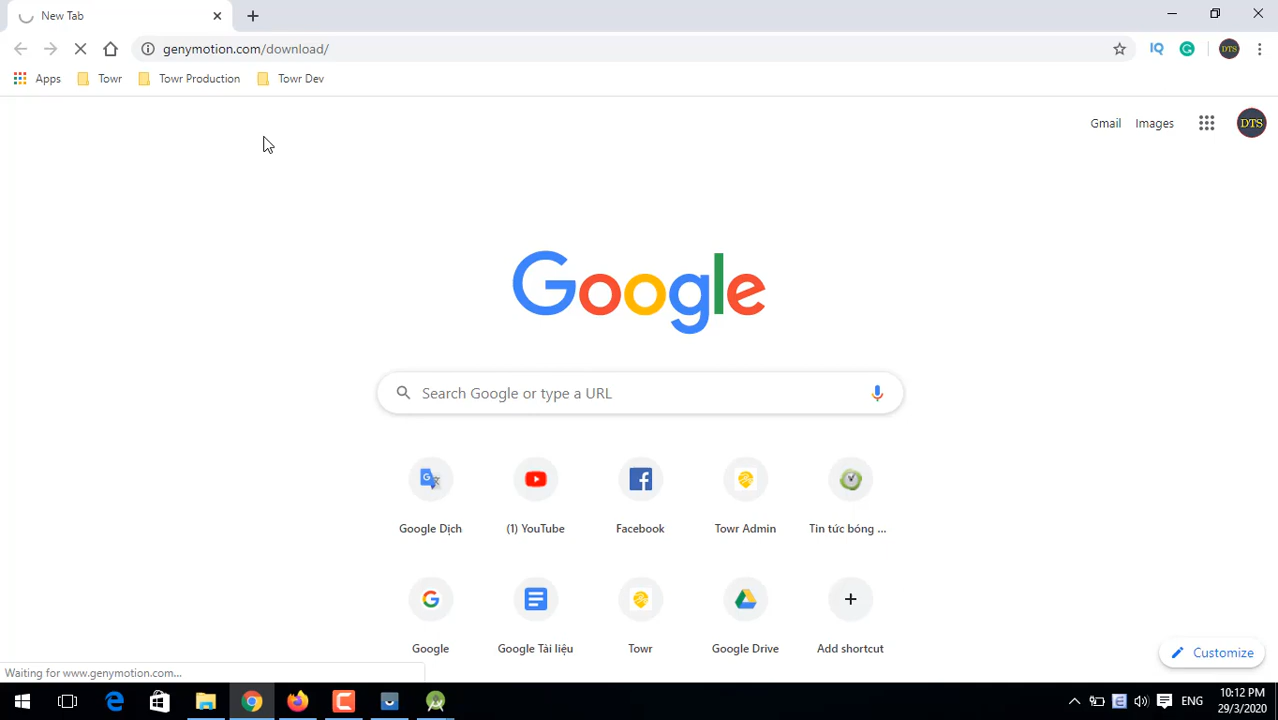 New Tab
genymotion.com/download/
IQ
DTS
Apps
Towr
Towr Production
Towr Dev
Gmail
Images
DTS
Google
Search Google or type a URL
Google Dịch
(1) YouTube
Facebook
Towr Admin
Tin tức bóng ...
Google
Google Tài liệu
Towr
Google Drive
Add shortcut
Customize
Waiting for www.genymotion.com...
ENG
10:12 PM
29/3/2020